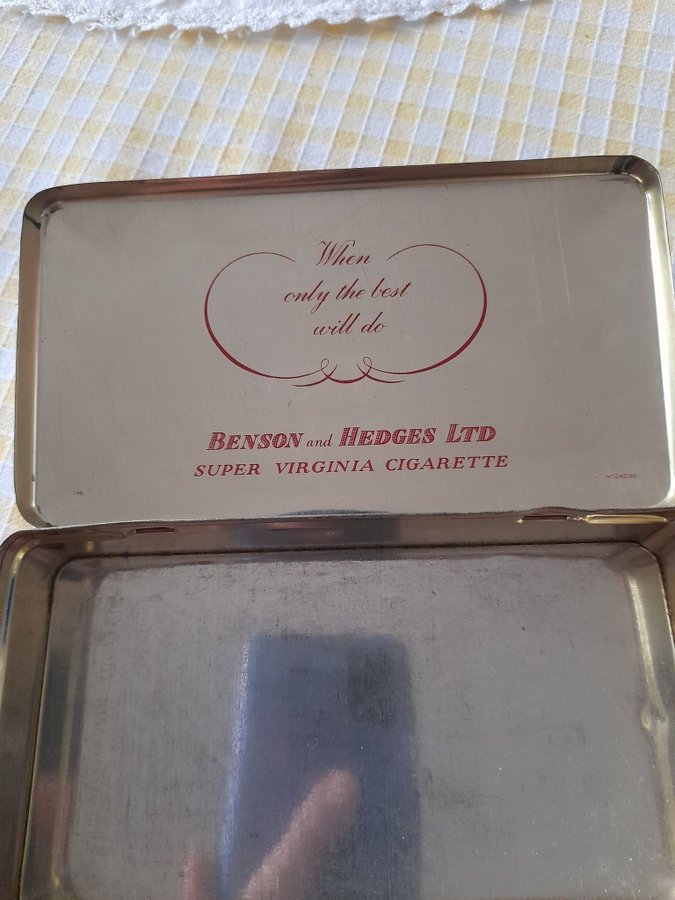 When
only the best
will do
BENSON and HEDGES LTD
SUPER VIRGINIA CIGARETTE